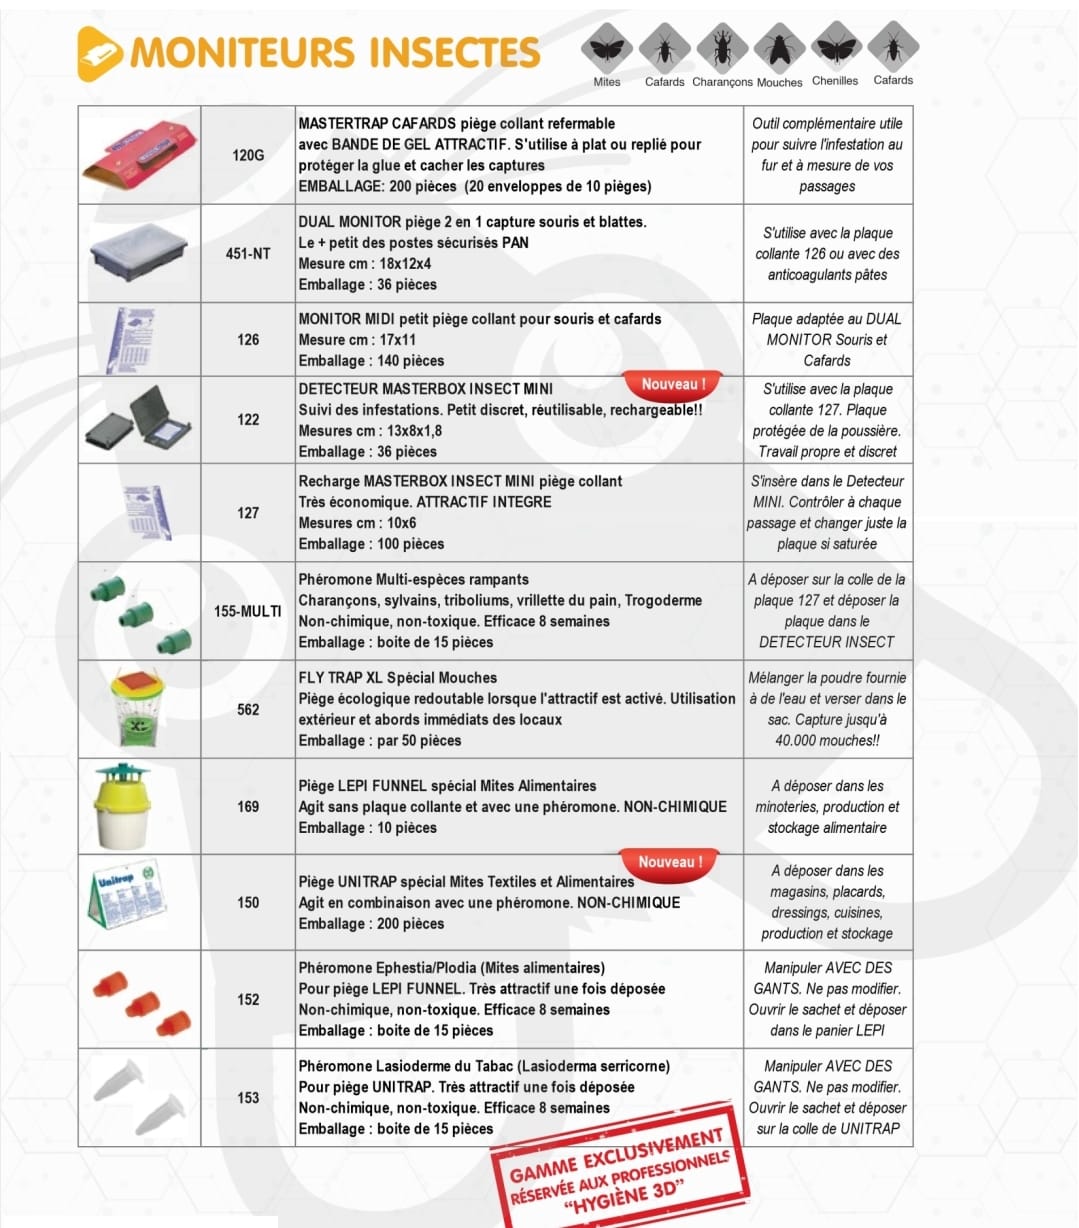 MONITEURS INSECTES
Mites Cafards Charançons Mouches Chenilles Cafards
120G
MASTERTRAP CAFARDS piège collant refermable
avec BANDE DE GEL ATTRACTIF. S'utilise à plat ou replié pour
protéger la glue et cacher les captures
EMBALLAGE: 200 pièces (20 enveloppes de 10 pièges)
Outil complémentaire utile
pour suivre l'infestation au
fur et à mesure de vos
passages
451-NT
DUAL MONITOR piège 2 en 1 capture souris et blattes.
Le + petit des postes sécurisés PAN
Mesure cm : 18x12x4
Emballage : 36 pièces
S'utilise avec la plaque
collante 126 ou avec des
anticoagulants pâtes
126
MONITOR MIDI petit piège collant pour souris et cafards
Mesure cm : 17x11
Emballage : 140 pièces
Plaque adaptée au DUAL
MONITOR Souris et
Cafards
122
DETECTEUR MASTERBOX INSECT MINI
Nouveau !
Suivi des infestations. Petit discret, réutilisable, rechargeable!!
Mesures cm : 13x8x1,8
Emballage : 36 pièces
S'utilise avec la plaque
collante 127. Plaque
protégée de la poussière.
Travail propre et discret
127
Recharge MASTERBOX INSECT MINI piège collant
Très économique. ATTRACTIF INTEGRE
Mesures cm : 10x6
Emballage : 100 pièces
S'insère dans le Detecteur
MINI. Contrôler à chaque
passage et changer juste la
plaque si saturée
155-MULTI
Phéromone Multi-espèces rampants
Charançons, sylvains, triboliums, vrillette du pain, Trogoderme
Non-chimique, non-toxique. Efficace 8 semaines
Emballage : boite de 15 pièces
A déposer sur la colle de la
plaque 127 et déposer la
plaque dans le
DETECTEUR INSECT
562
FLY TRAP XL Spécial Mouches
Piège écologique redoutable lorsque l'attractif est activé. Utilisation
extérieur et abords immédiats des locaux
Emballage : par 50 pièces
Mélanger la poudre fournie
à de l'eau et verser dans le
sac. Capture jusqu'à
40.000 mouches!!
XL
169
Piège LEPI FUNNEL spécial Mites Alimentaires
Agit sans plaque collante et avec une phéromone. NON-CHIMIQUE
Emballage : 10 pièces
A déposer dans les
minoteries, production et
stockage alimentaire
Unitrap
150
Nouveau !
Piège UNITRAP spécial Mites Textiles et Alimentaires
Agit en combinaison avec une phéromone. NON-CHIMIQUE
Emballage : 200 pièces
A déposer dans les
magasins, placards,
dressings, cuisines,
production et stockage
152
Phéromone Ephestia/Plodia (Mites alimentaires)
Pour piège LEPI FUNNEL. Très attractif une fois déposée
Non-chimique, non-toxique. Efficace 8 semaines
Emballage : boite de 15 pièces
Manipuler AVEC DES
GANTS. Ne pas modifier.
Ouvrir le sachet et déposer
dans le panier LEPI
153
Phéromone Lasioderme du Tabac (Lasioderma serricorne)
Pour piège UNITRAP. Très attractif une fois déposée
Non-chimique, non-toxique. Efficace 8 semaines
Emballage : boite de 15 pièces
Manipuler AVEC DES
GANTS. Ne pas modifier.
Ouvrir le sachet et déposer
sur la colle de UNITRAP
GAMME EXCLUSIVEMENT
RÉSERVÉE AUX PROFESSIONNELS
“HYGIÈNE 3D”